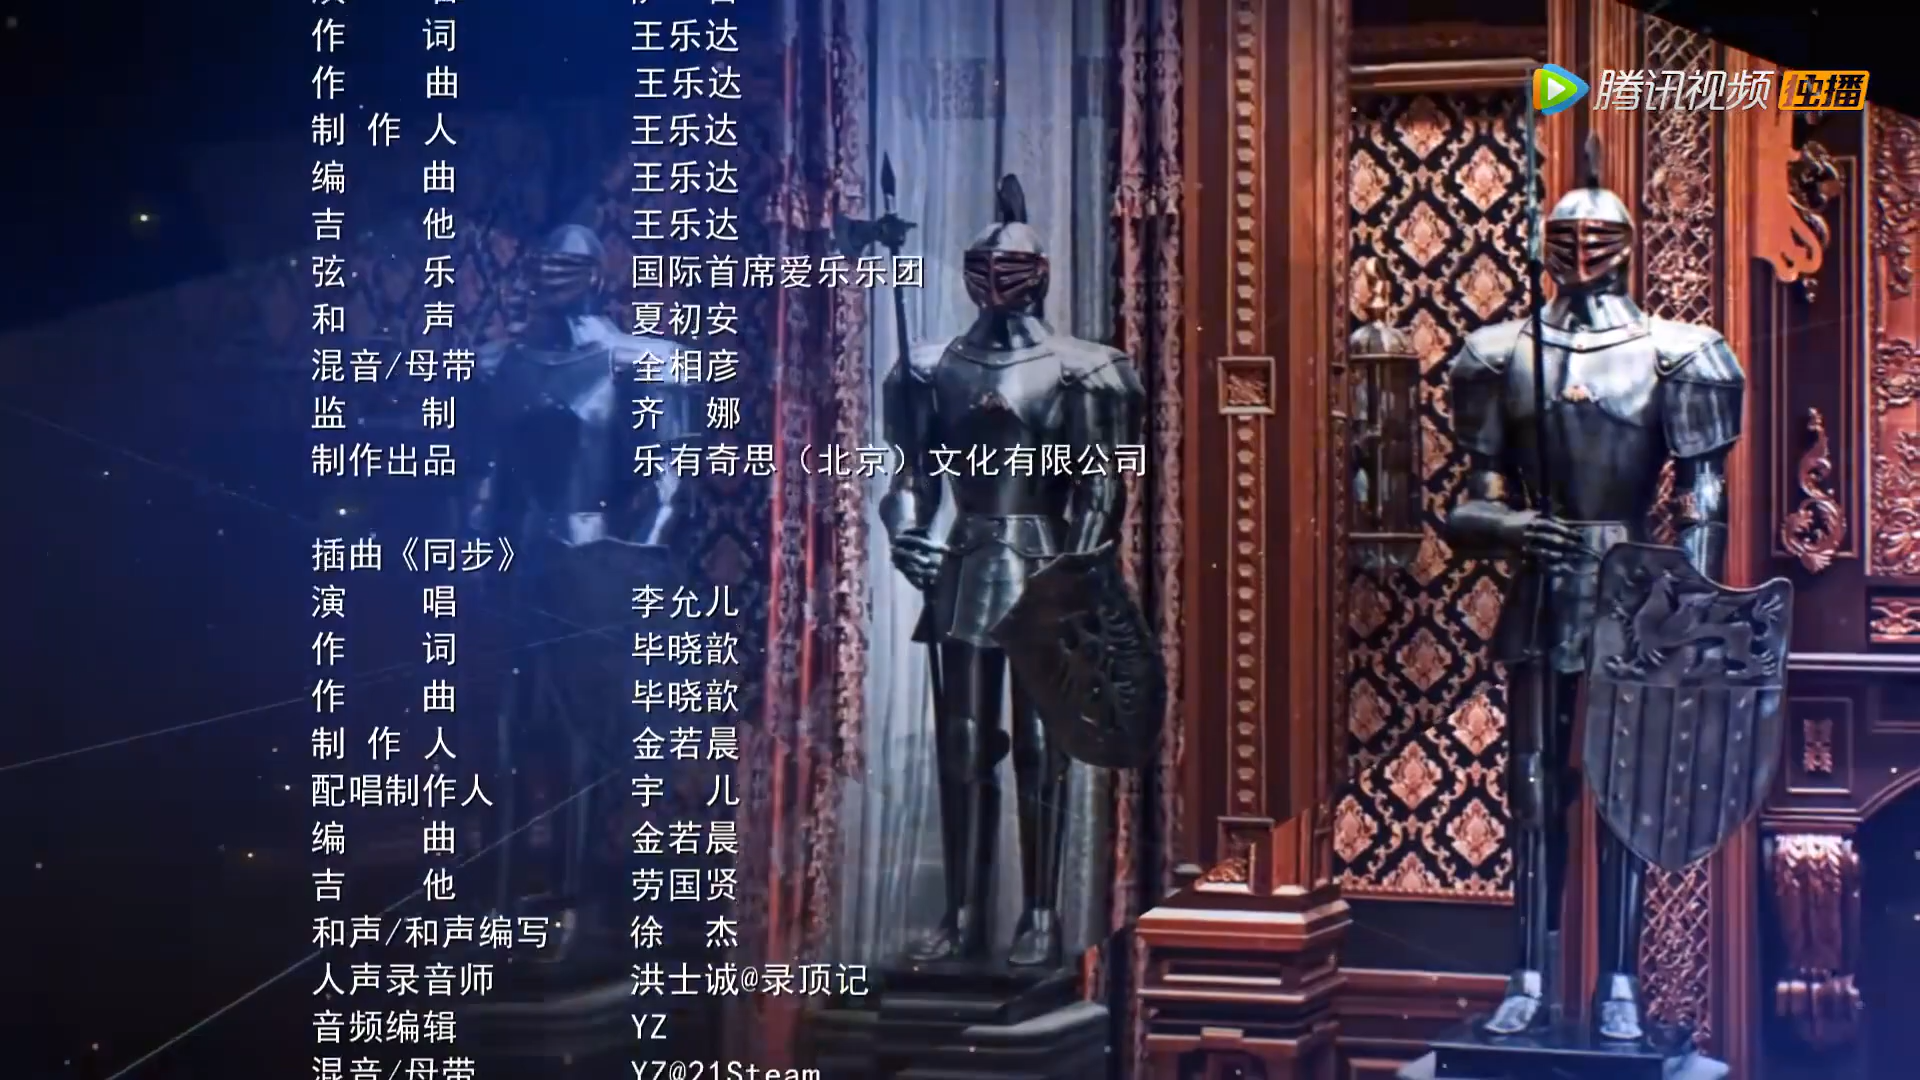 作 词 王乐达
作 曲 王乐达
制 作 人 王乐达
编 曲 王乐达
吉 他 王乐达
弦 乐 国际首席爱乐乐团
和 声 夏初安
混音/母带 全相彦
监 制 齐 娜
制作出品 乐有奇思（北京）文化有限公司
插曲《同步》
演 唱 李允儿
作 词 毕晓歆
作 曲 毕晓歆
制 作 人 金若晨
配唱制作人 宇 儿
编 曲 金若晨
吉 他 劳国贤
和声/和声编写 徐 杰
人声录音师 洪士诚@录顶记
音频编辑 YZ
混音/母带 YZ@21Steam
腾讯视频 独播